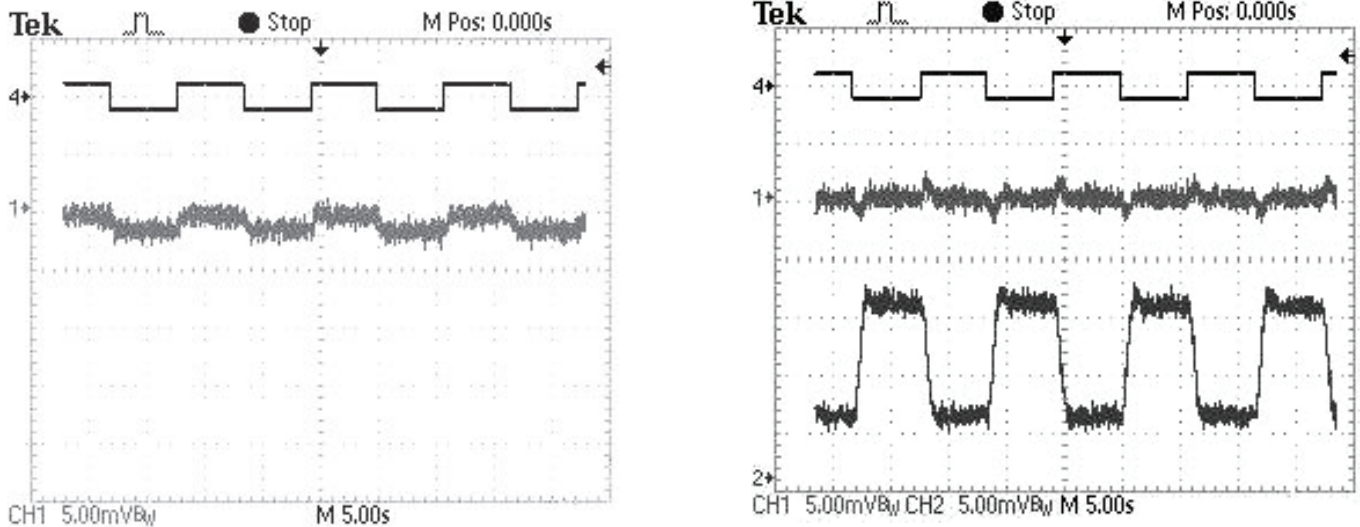 Tek Stop M Pos: 0.000s
4
1
CH1 5.00mVBW M 5.00s
Tek Stop M Pos: 0.000s
4
1
2
CH1 5.00mVBW CH2 5.00mVBW M 5.00s